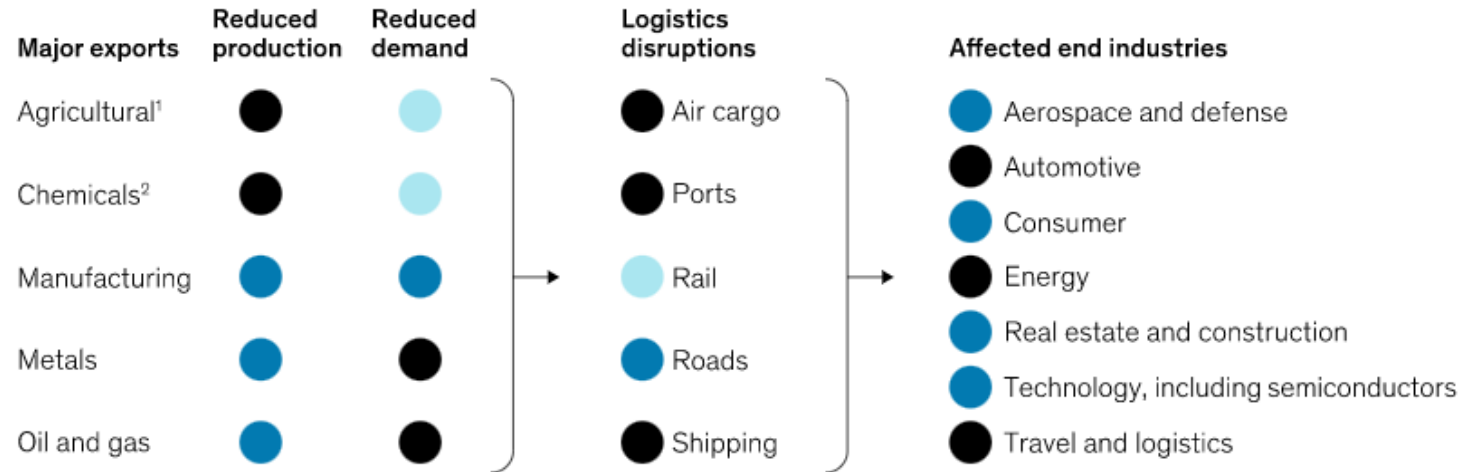 Major exports
Reduced
production
Reduced
demand
Logistics
disruptions
Affected end industries
Agricultural¹
Chemicals²
Manufacturing
Metals
Oil and gas
Air cargo
Ports
Rail
Roads
Shipping
Aerospace and defense
Automotive
Consumer
Energy
Real estate and construction
Technology, including semiconductors
Travel and logistics